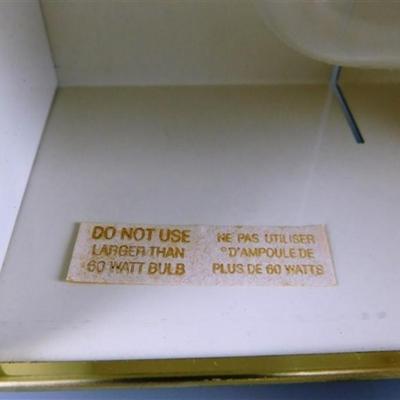 DO NOT USE
LARGER THAN
60 WATT BULB
NE PAS UTILISER
D'AMPOULE DE
PLUS DE 60 WATTS